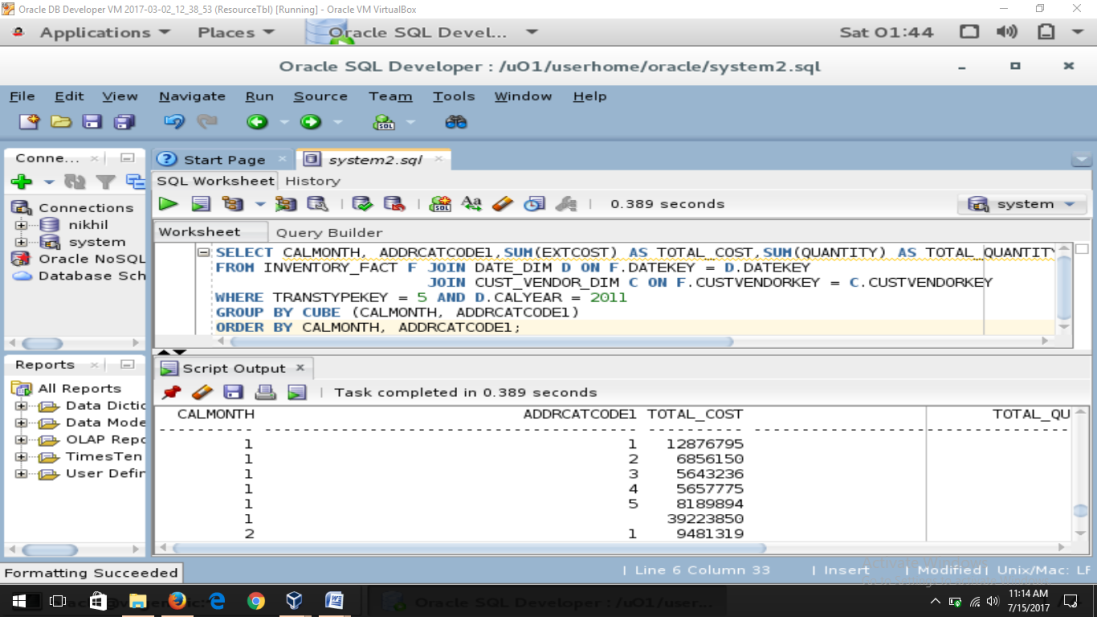 Oracle DB Developer VM 2017-03-02_12_38_53 (ResourceTbl) [Running] - Oracle VM VirtualBox
Applications Places Oracle SQL Devel... Sat 01:44
Oracle SQL Developer : /u01/userhome/oracle/system2.sql
File Edit View Navigate Run Source Team Tools Window Help
Conne... Start Page system2.sql
SQL Worksheet History
0.389 seconds system
Worksheet Query Builder
Connections
nikhil
system
Oracle NoSQL
Database Sch
SELECT CALMONTH, ADDRCATCODE1,SUM(EXTCOST) AS TOTAL_COST,SUM(QUANTITY) AS TOTAL_QUANTITY
FROM INVENTORY_FACT F JOIN DATE_DIM D ON F.DATEKEY = D.DATEKEY
JOIN CUST_VENDOR_DIM C ON F.CUSTVENDORKEY = C.CUSTVENDORKEY
WHERE TRANSTYPEKEY = 5 AND D.CALYEAR = 2011
GROUP BY CUBE (CALMONTH, ADDRCATCODE1)
ORDER BY CALMONTH, ADDRCATCODE1;
Reports
All Reports
Data Dictio
Data Mode
OLAP Repo
TimesTen
User Defin
Script Output
Task completed in 0.389 seconds
CALMONTH ADDRCATCODE1 TOTAL_COST TOTAL_QU
1 1 12876795
1 2 6856150
1 3 5643236
1 4 5657775
1 5 8189894
1 39223850
2 1 9481319
Formatting Succeeded Line 6 Column 33 Insert Modified Unix/Mac: LF
Oracle SQL Developer : /u01/user...
11:14 AM
7/15/2017